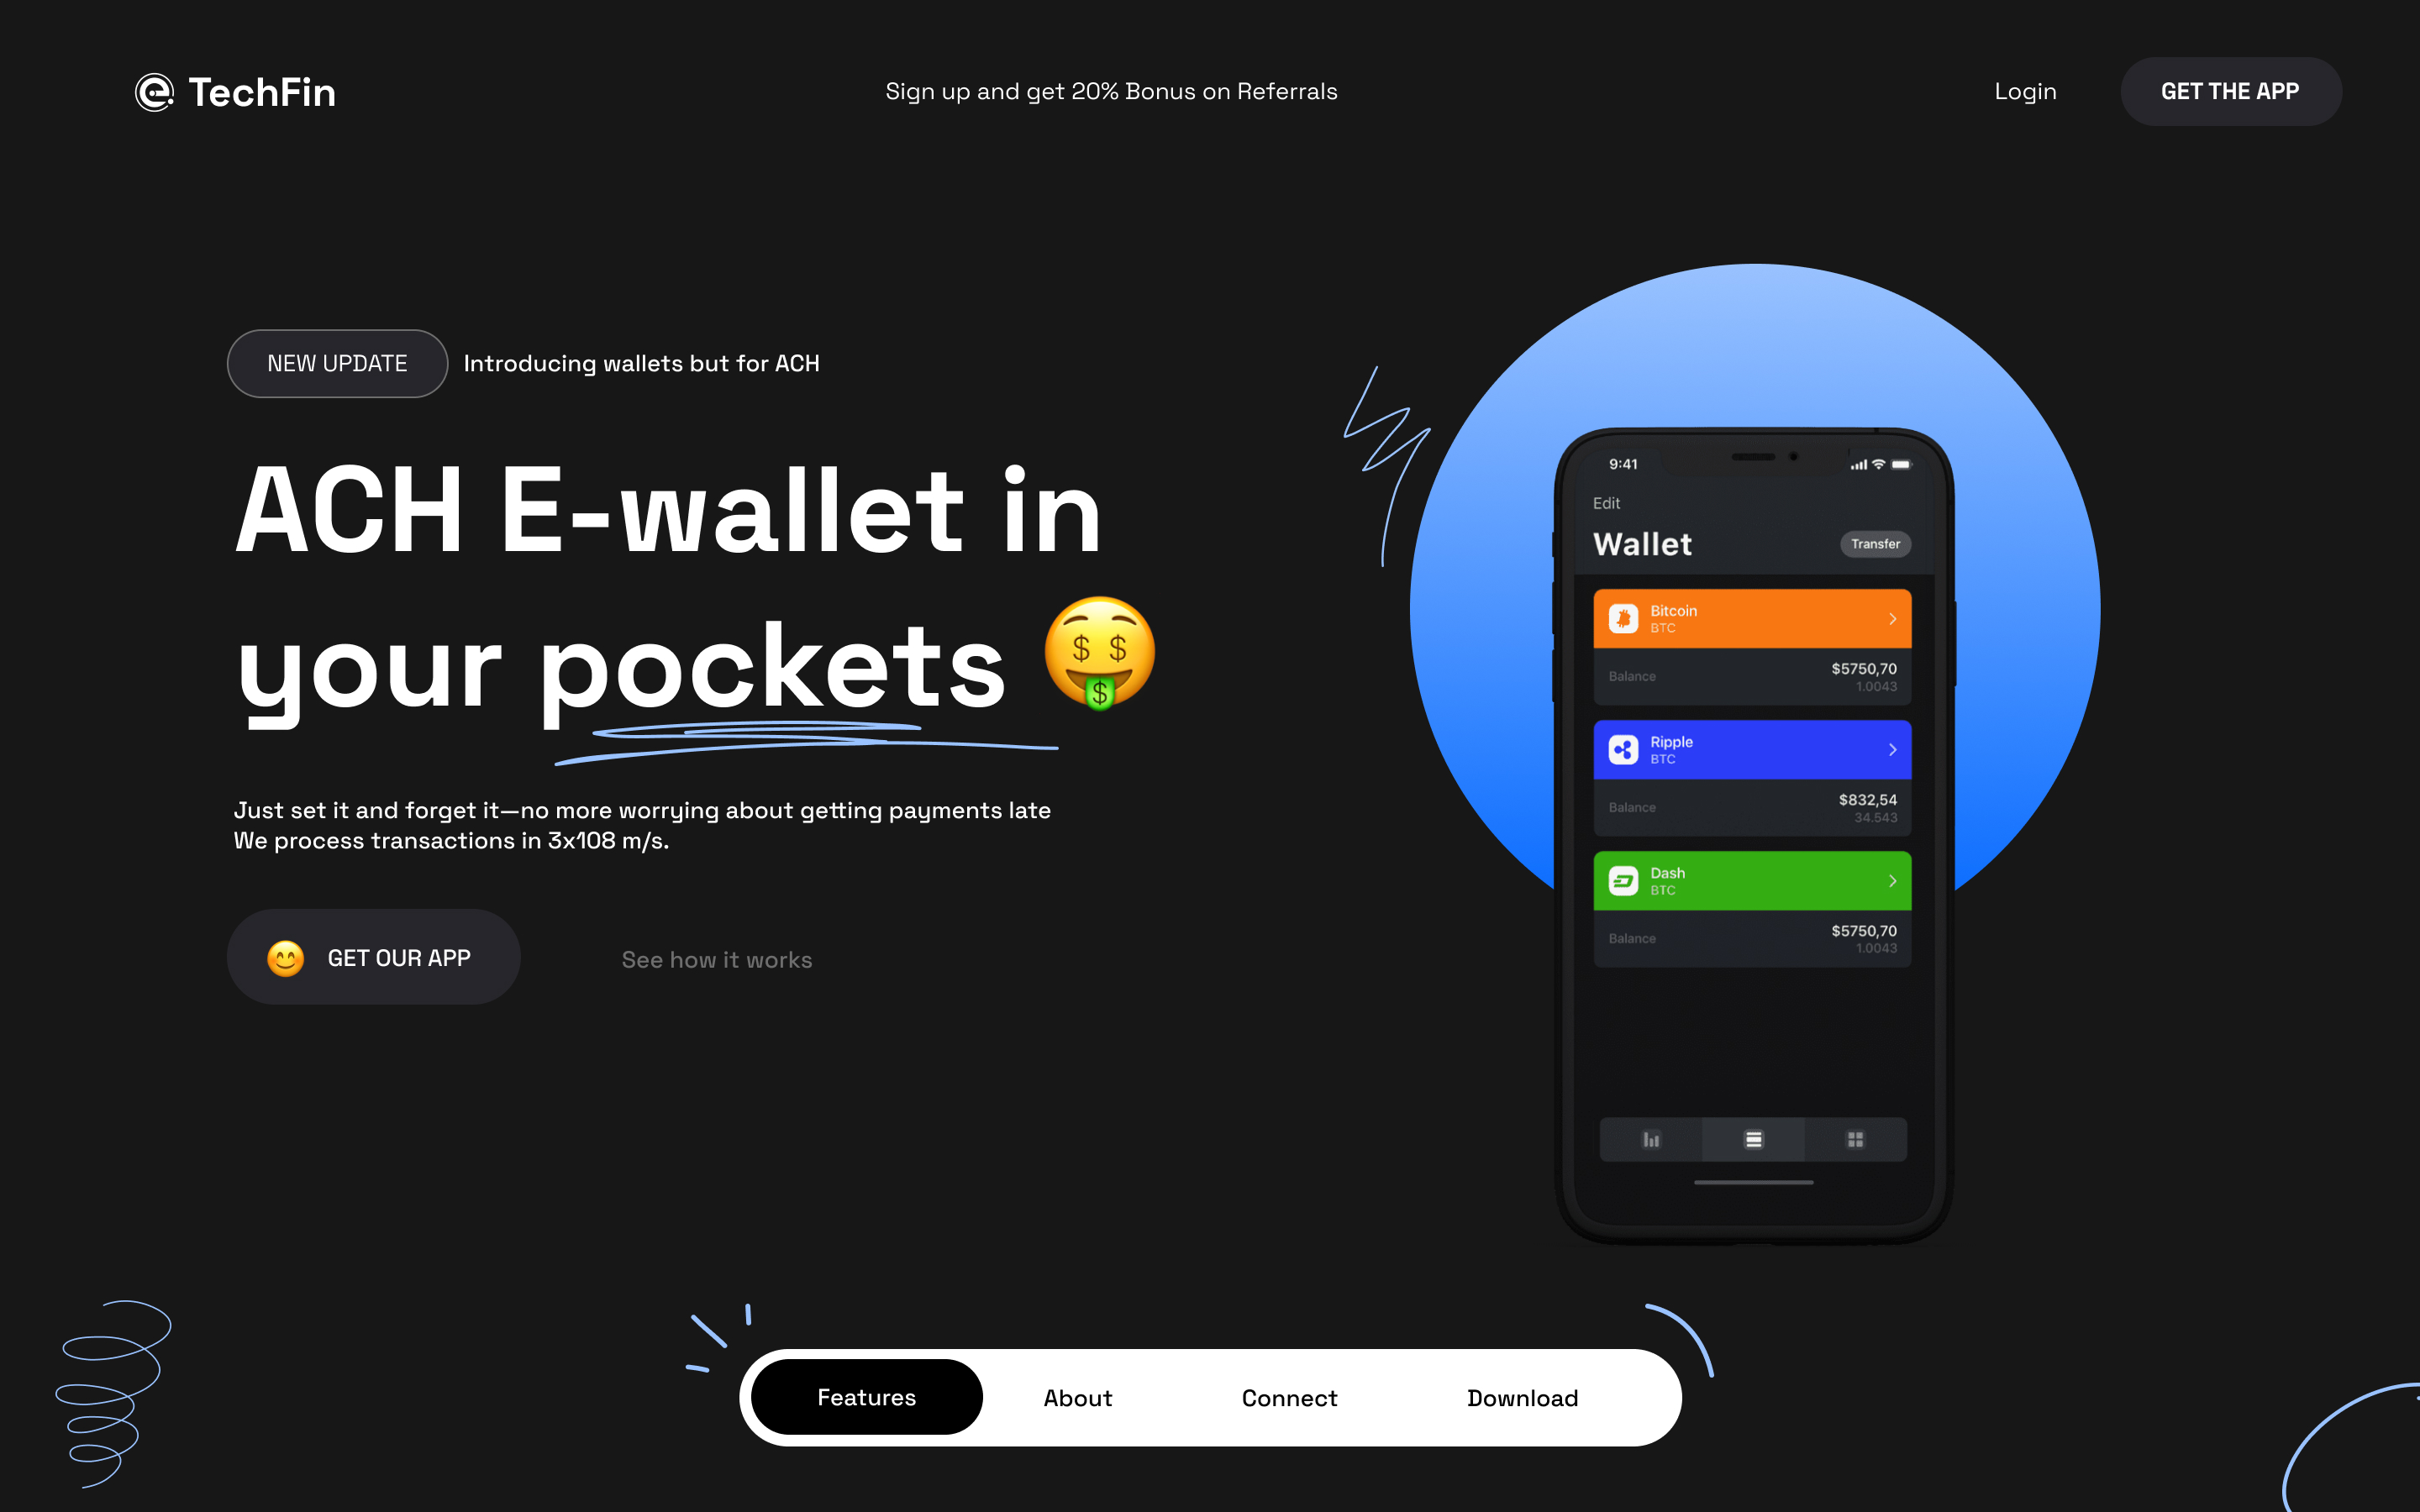 TechFin
Sign up and get 20% Bonus on Referrals
Login
GET THE APP
NEW UPDATE
Introducing wallets but for ACH
ACH E-wallet in
your pockets
Just set it and forget it—no more worrying about getting payments late
We process transactions in 3x108 m/s.
GET OUR APP
See how it works
9:41
Edit
Wallet
Transfer
Bitcoin
BTC
Balance
$5750,70
1.0043
Ripple
BTC
Balance
$832,54
34.543
Dash
BTC
Balance
$5750,70
1.0043
Features
About
Connect
Download